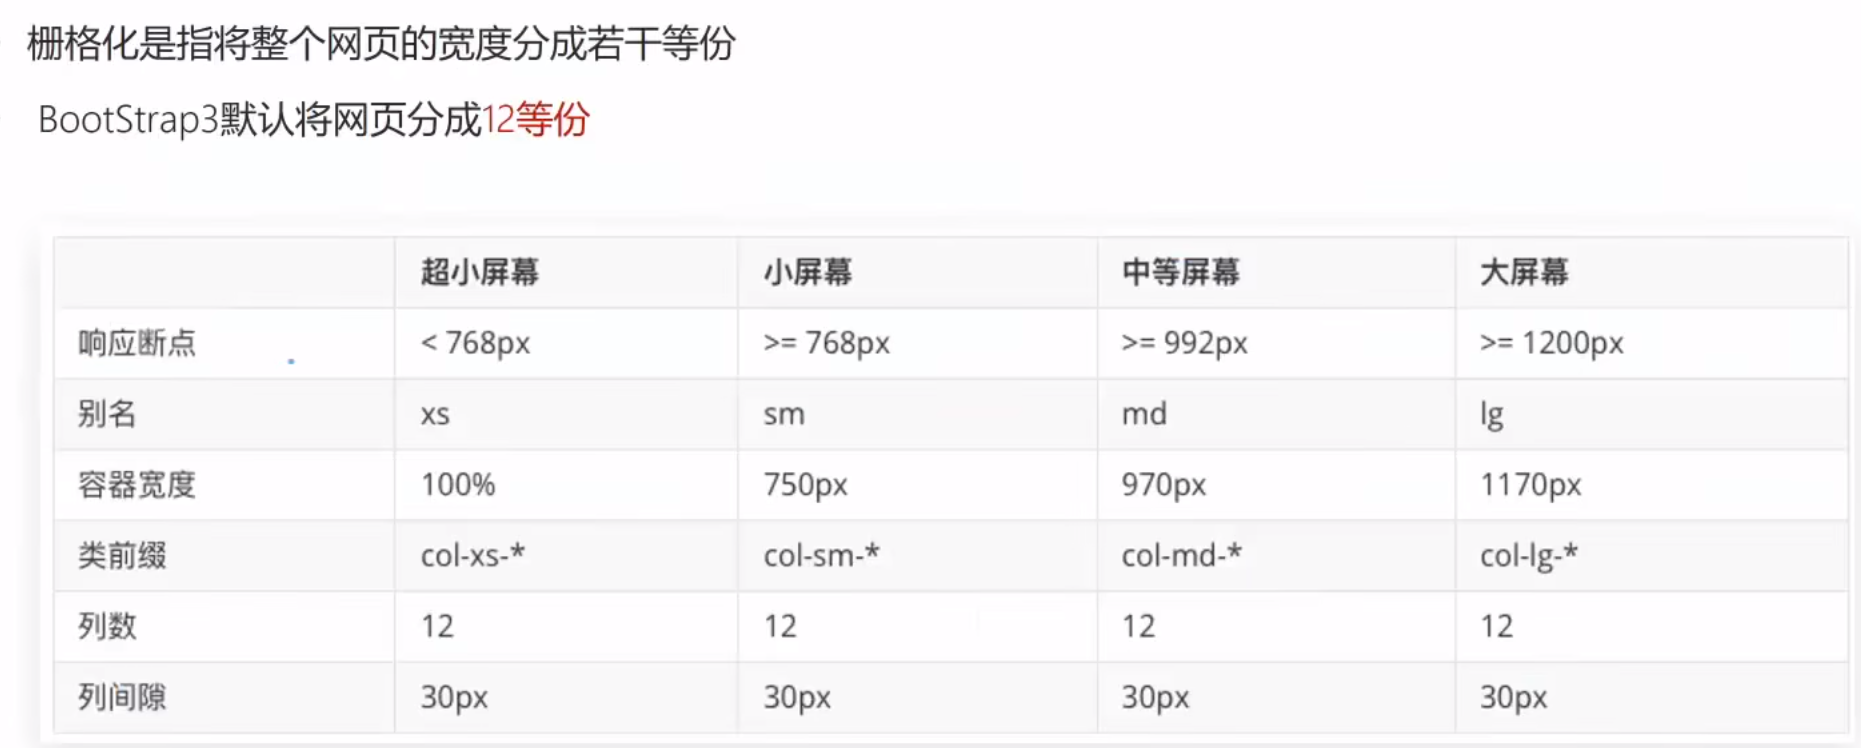 栅格化是指将整个网页的宽度分成若干等份
BootStrap3默认将网页分成12等份
超小屏幕 小屏幕 中等屏幕 大屏幕
响应断点 < 768px >= 768px >= 992px >= 1200px
别名 xs sm md lg
容器宽度 100% 750px 970px 1170px
类前缀 col-xs-* col-sm-* col-md-* col-lg-*
列数 12 12 12 12
列间隙 30px 30px 30px 30px